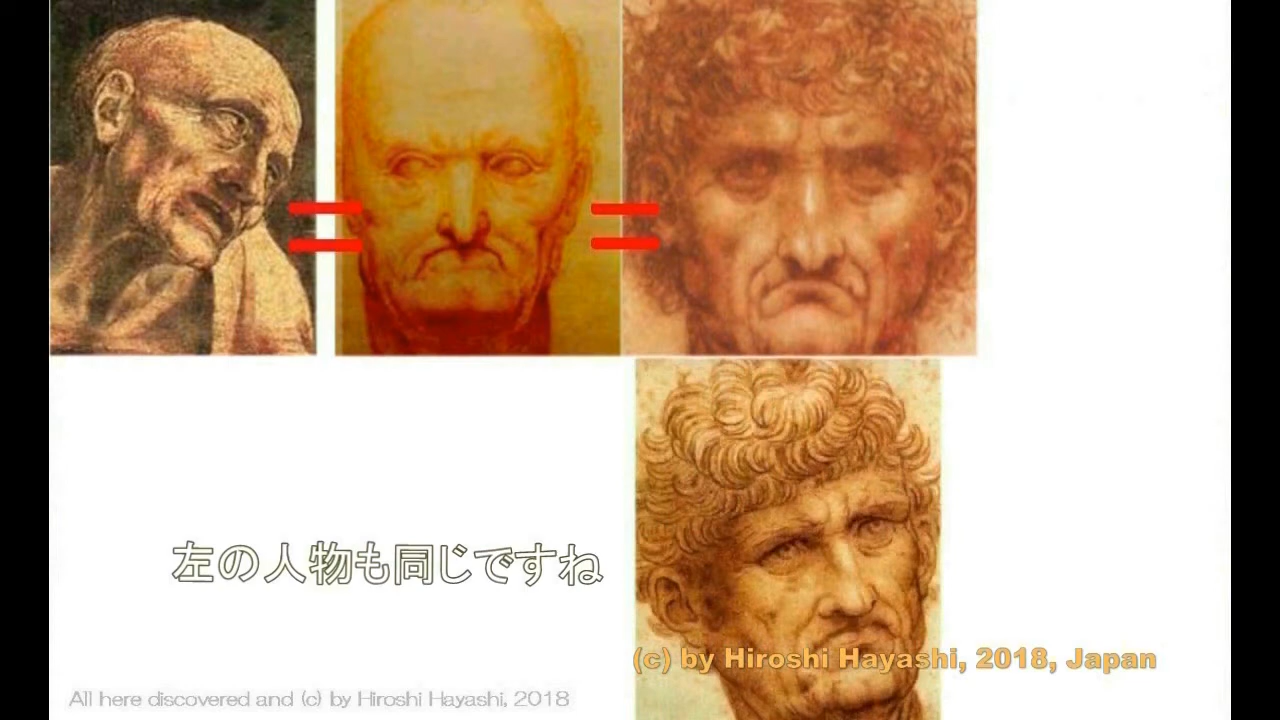 左の人物も同じですね
(c) by Hiroshi Hayashi, 2018, Japan
All here discovered and (c) by Hiroshi Hayashi, 2018